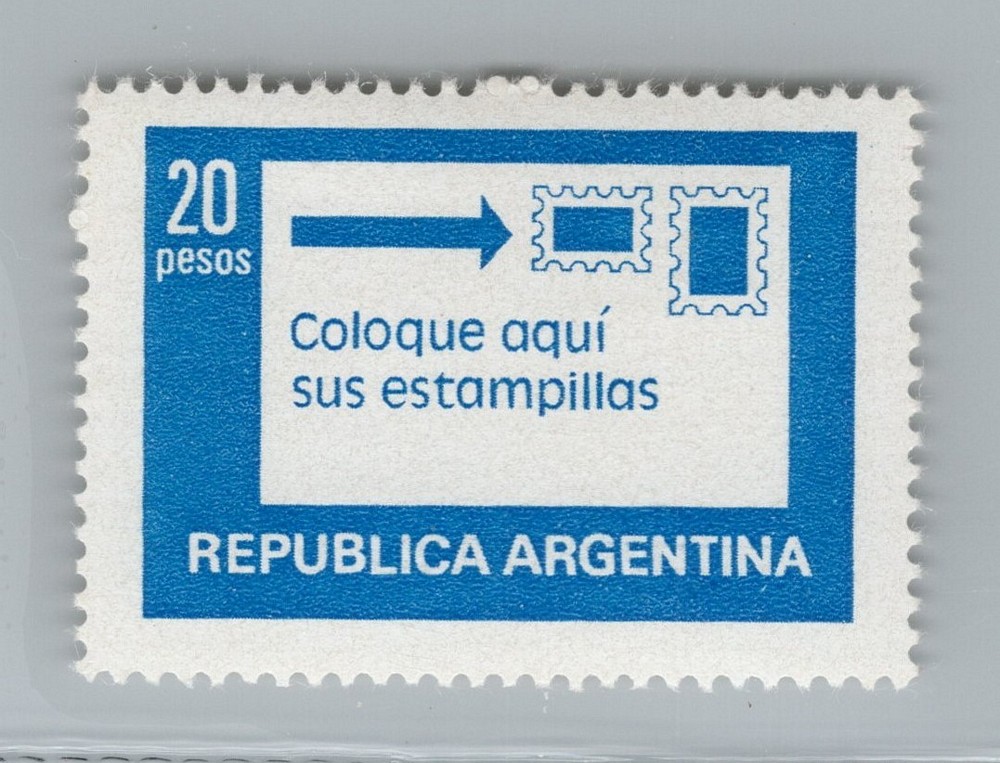 20
pesos
Coloque aquí
sus estampillas
REPUBLICA ARGENTINA